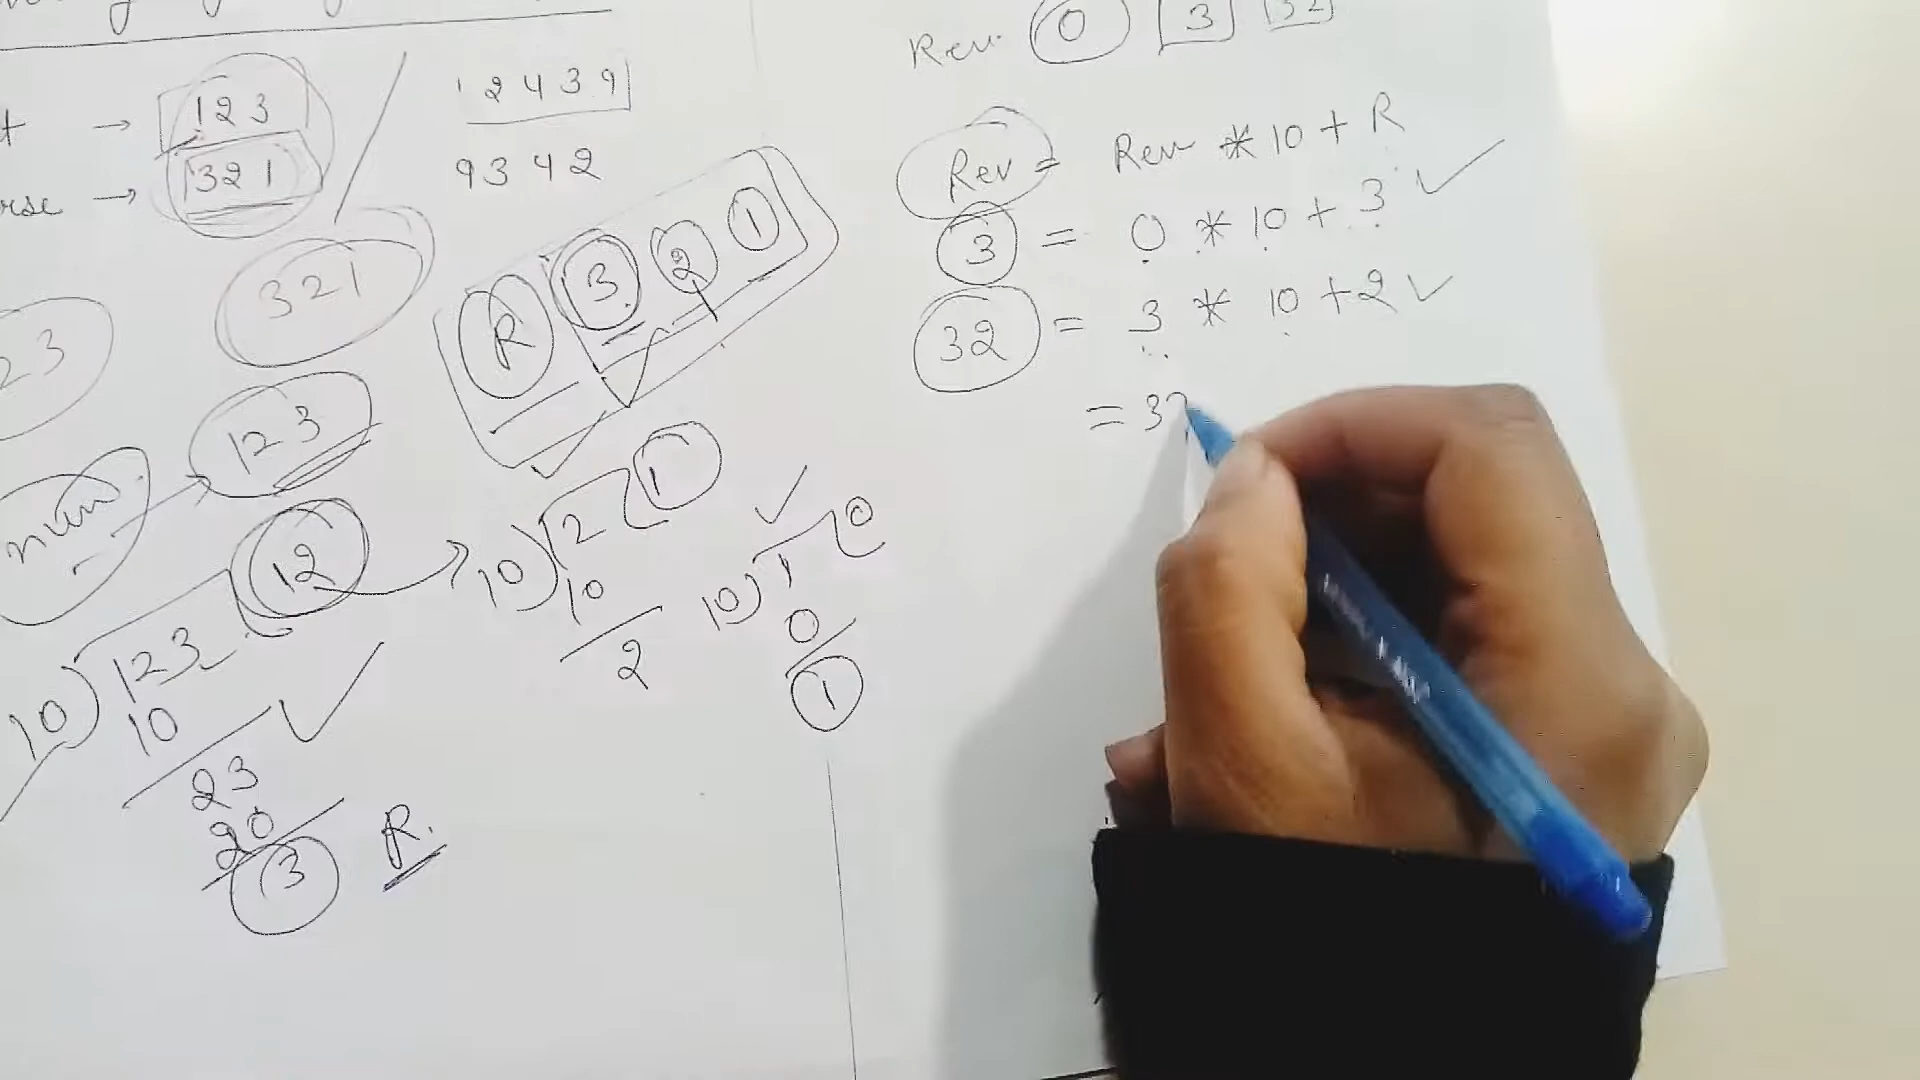 → 123
→ 321
12439
9342
321
R 3 2 1
23
123
num
12
10) 123
10
23
20
3
R.
10) 12 1
10
2
10) 1 0
0
1
Rev. 0 3 32
Rev = Rev * 10 + R
3 = 0 * 10 + 3
32 = 3 * 10 + 2
= 32